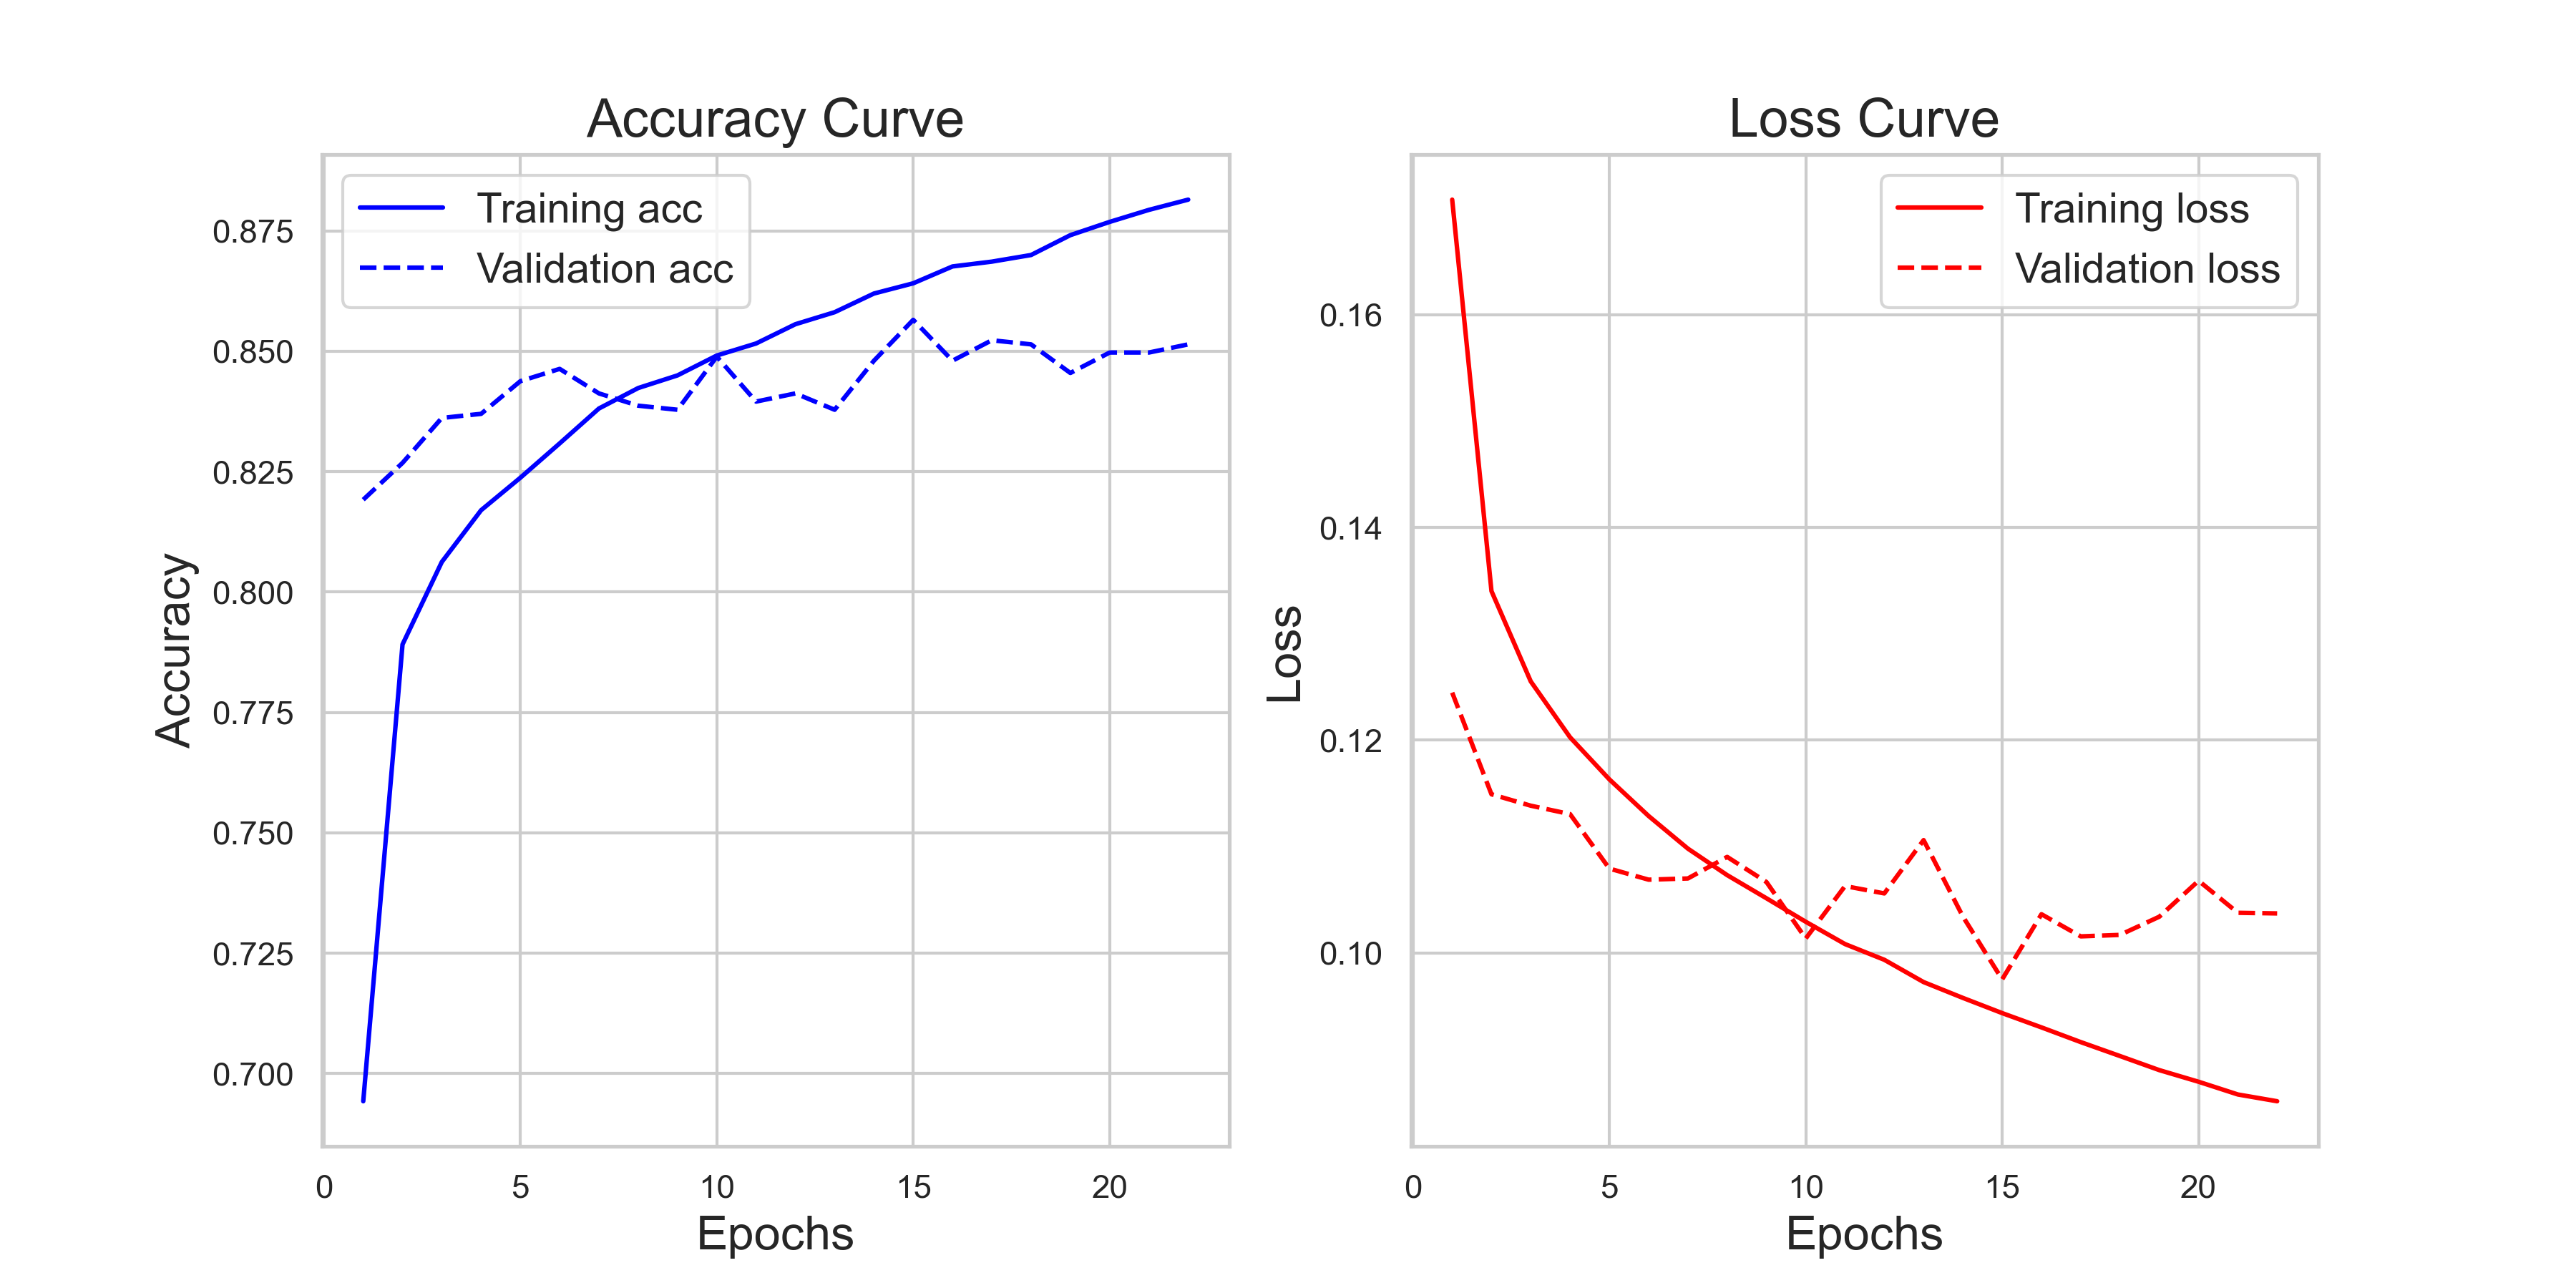 Accuracy Curve
Training acc
Validation acc
0.875
0.850
0.825
0.800
0.775
0.750
0.725
0.700
Accuracy
0 5 10 15 20
Epochs
Loss Curve
Training loss
Validation loss
0.16
0.14
0.12
0.10
Loss
0 5 10 15 20
Epochs